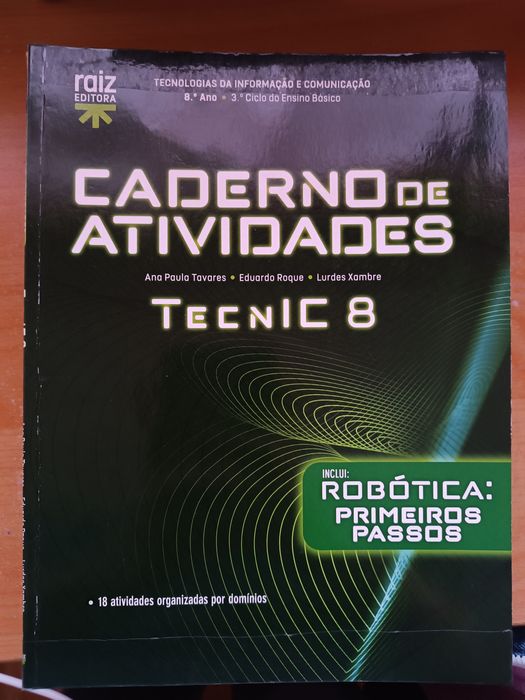 raiz
EDITORA
TECNOLOGIAS DA INFORMAÇÃO E COMUNICAÇÃO
8.º Ano • 3.º Ciclo do Ensino Básico
CADERNO DE
ATIVIDADES
Ana Paula Tavares • Eduardo Roque • Lurdes Xambre
TECNIC 8
INCLUI:
ROBÓTICA:
PRIMEIROS
PASSOS
• 18 atividades organizadas por domínios